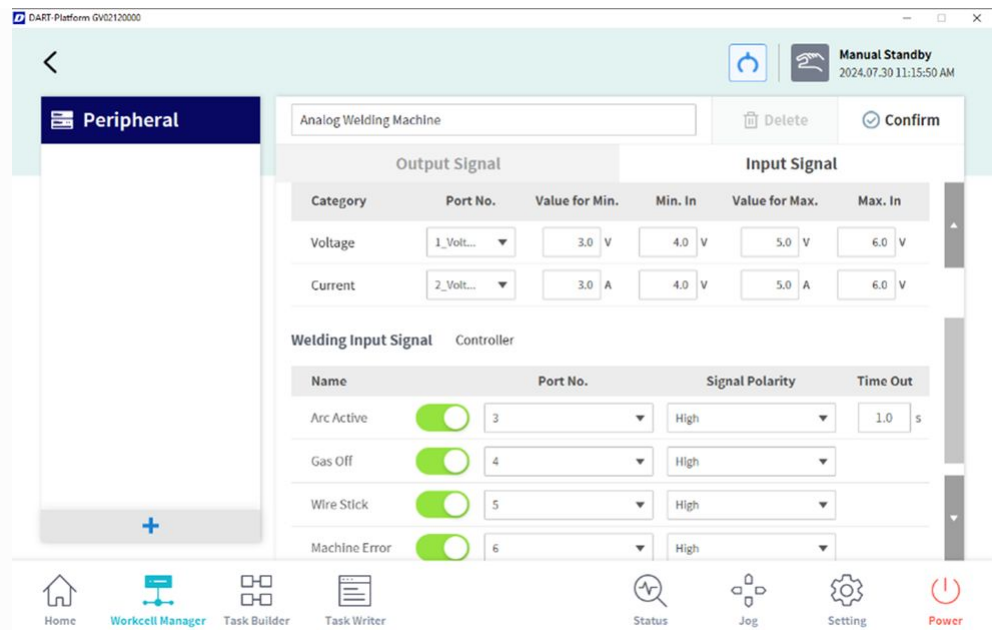 DART-Platform GV02120000
Manual Standby
2024.07.30 11:15:50 AM
Peripheral
Analog Welding Machine
Delete
Confirm
Output Signal
Input Signal
Category Port No. Value for Min. Min. In Value for Max. Max. In
Voltage 1_Volt... 3.0 V 4.0 V 5.0 V 6.0 V
Current 2_Volt... 3.0 A 4.0 V 5.0 A 6.0 V
Welding Input Signal Controller
Name Port No. Signal Polarity Time Out
Arc Active 3 High 1.0 s
Gas Off 4 High
Wire Stick 5 High
Machine Error 6 High
Home Workcell Manager Task Builder Task Writer Status Jog Setting Power